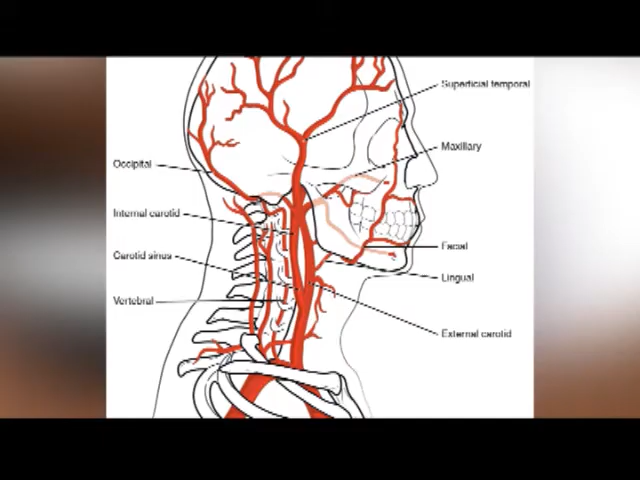 Superficial temporal
Maxillary
Occipital
Internal carotid
Carotid sinus
Facial
Lingual
Vertebral
External carotid